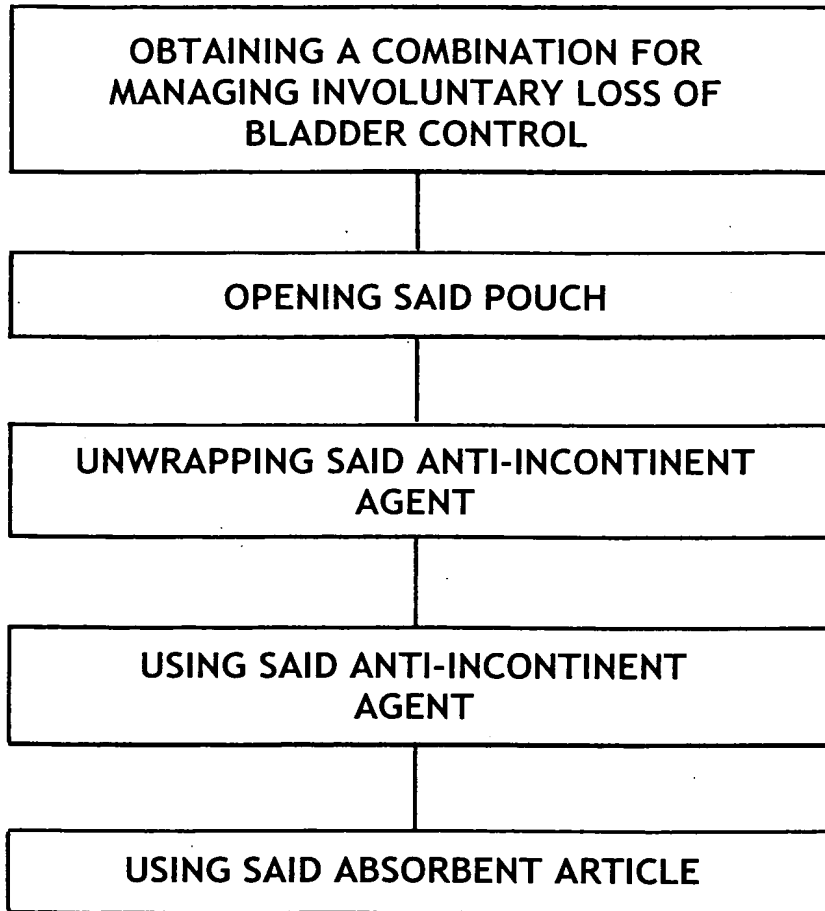 OBTAINING A COMBINATION FOR
MANAGING INVOLUNTARY LOSS OF
BLADDER CONTROL
OPENING SAID POUCH
UNWRAPPING SAID ANTI-INCONTINENT
AGENT
USING SAID ANTI-INCONTINENT
AGENT
USING SAID ABSORBENT ARTICLE